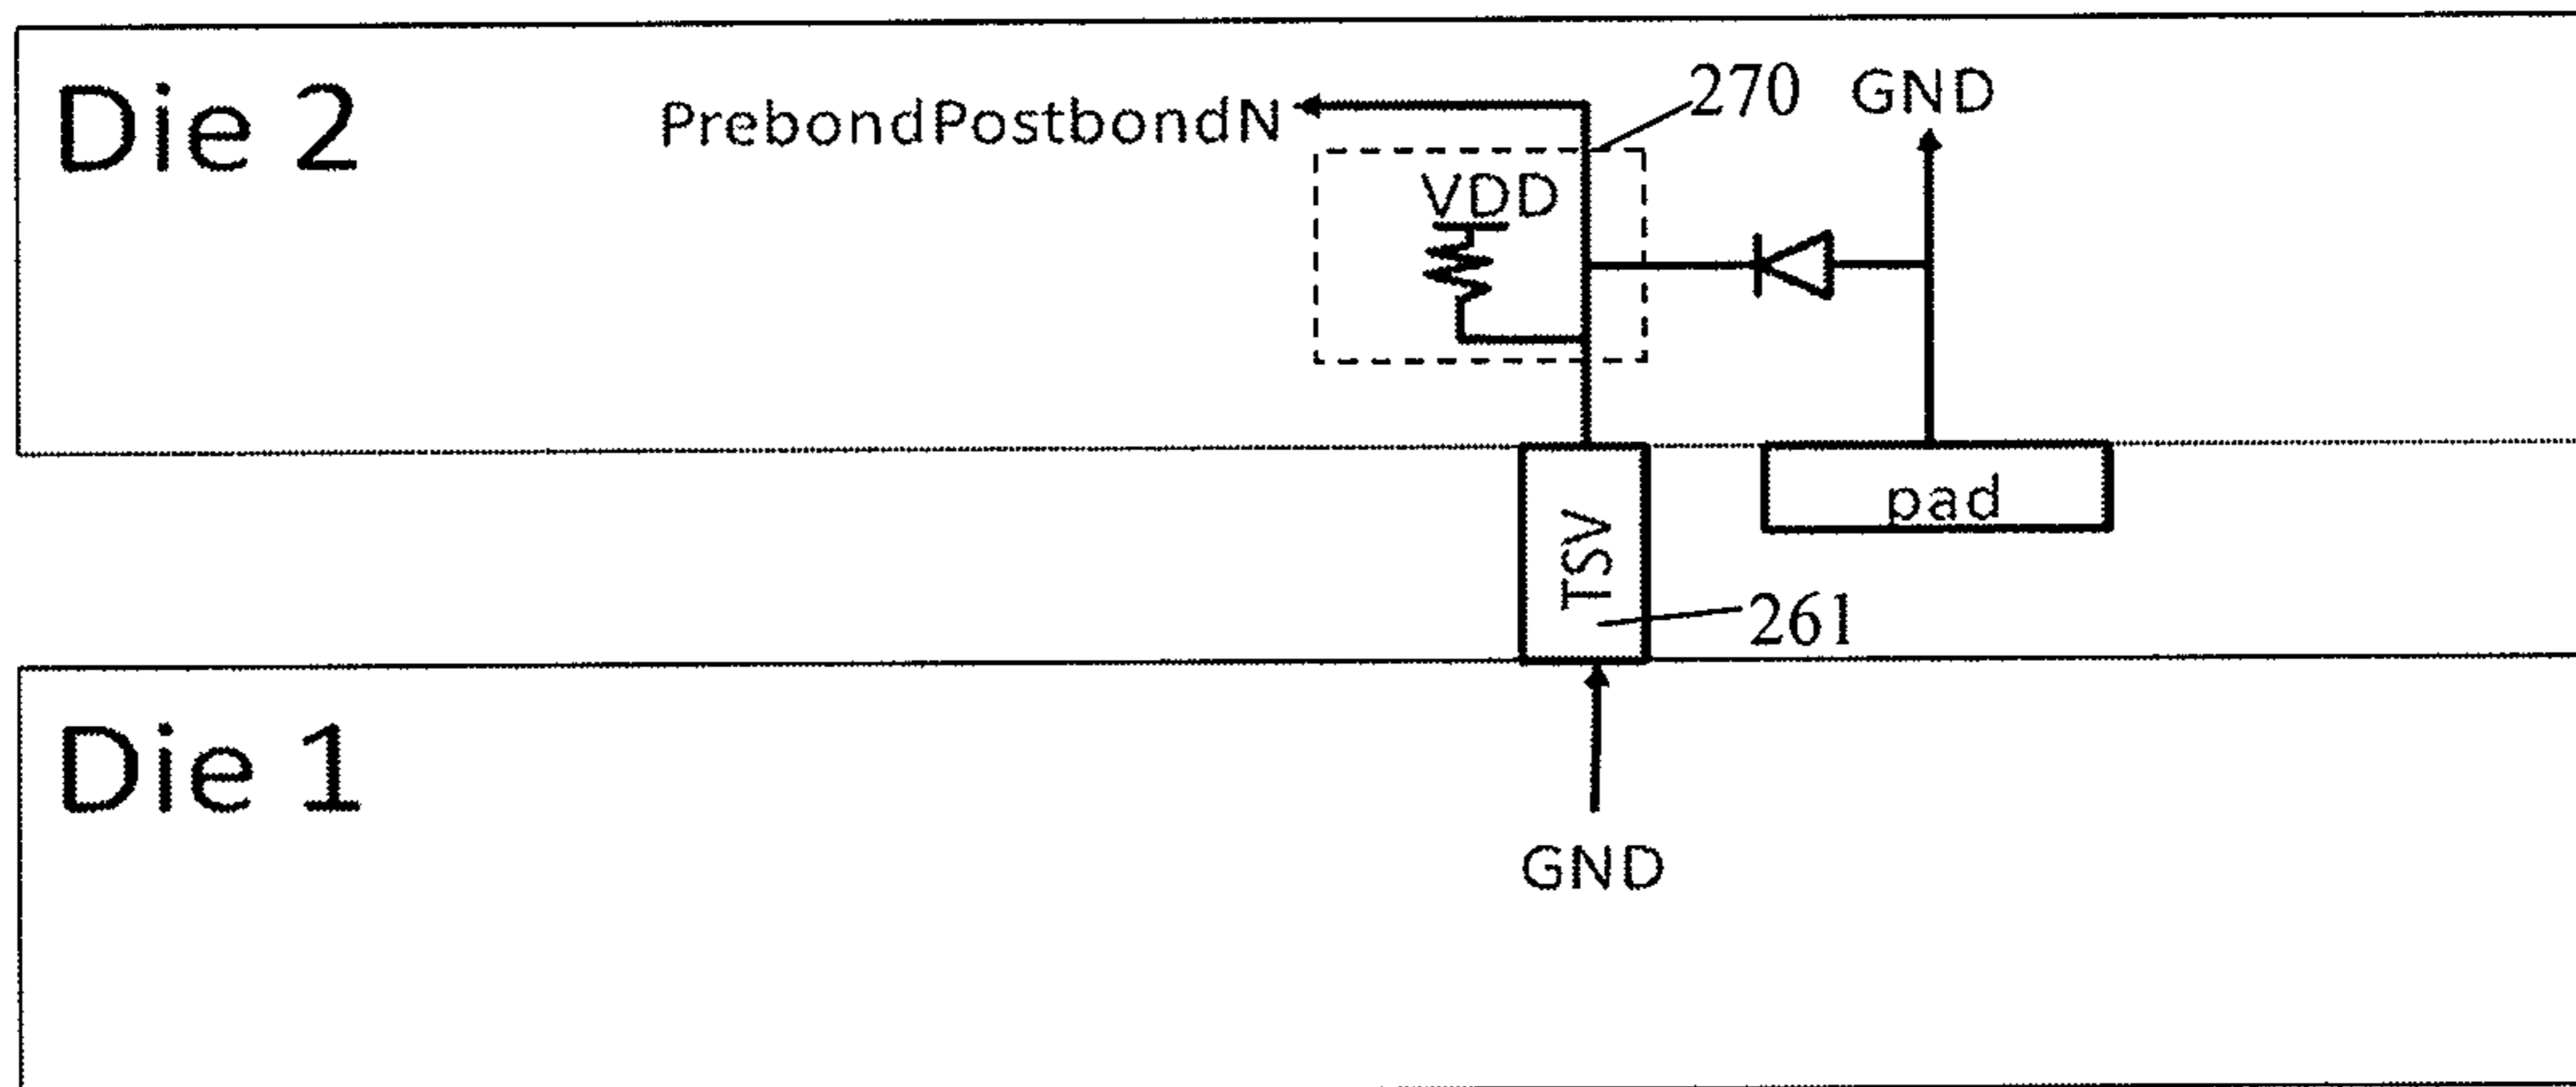 Die 2
PrebondPostbondN
270
GND
VDD
pad
TSV
261
Die 1
GND